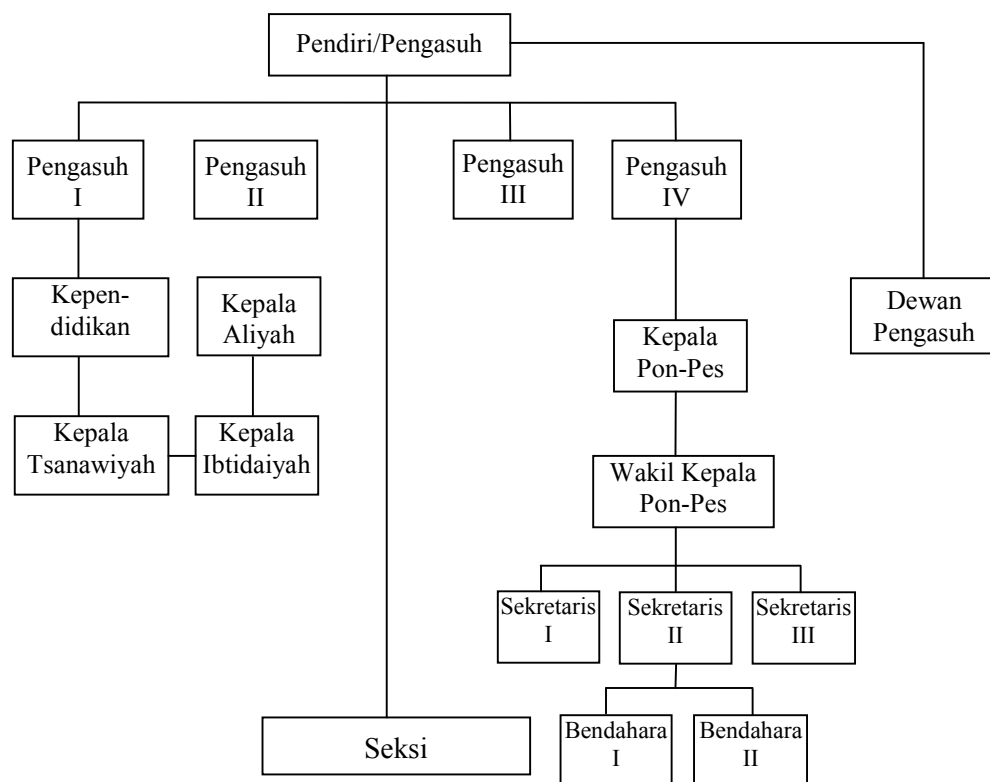 Pendiri/Pengasuh
Pengasuh
I
Pengasuh
II
Pengasuh
III
Pengasuh
IV
Kepen-
didikan
Kepala
Aliyah
Dewan
Pengasuh
Kepala
Pon-Pes
Kepala
Tsanawiyah
Kepala
Ibtidaiyah
Wakil Kepala
Pon-Pes
Sekretaris
I
Sekretaris
II
Sekretaris
III
Seksi
Bendahara
I
Bendahara
II